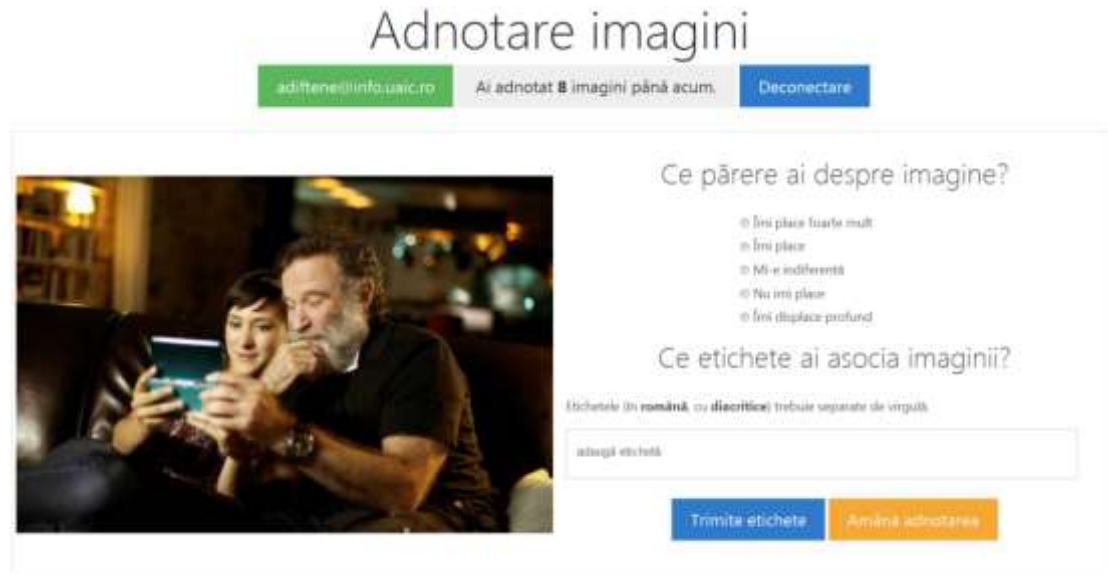 Adnotare imagini
adiftene@info.uaic.ro Ai adnotat 8 imagini până acum. Deconectare
Ce părere ai despre imagine?
Îmi place foarte mult
Îmi place
Mi-e indiferentă
Nu imi place
Îmi displace profund
Ce etichete ai asocia imaginii?
Etichetele (în română, cu diacritice) trebuie separate de virgulă
adaugă etichetă
Trimite etichete Amână adnotarea